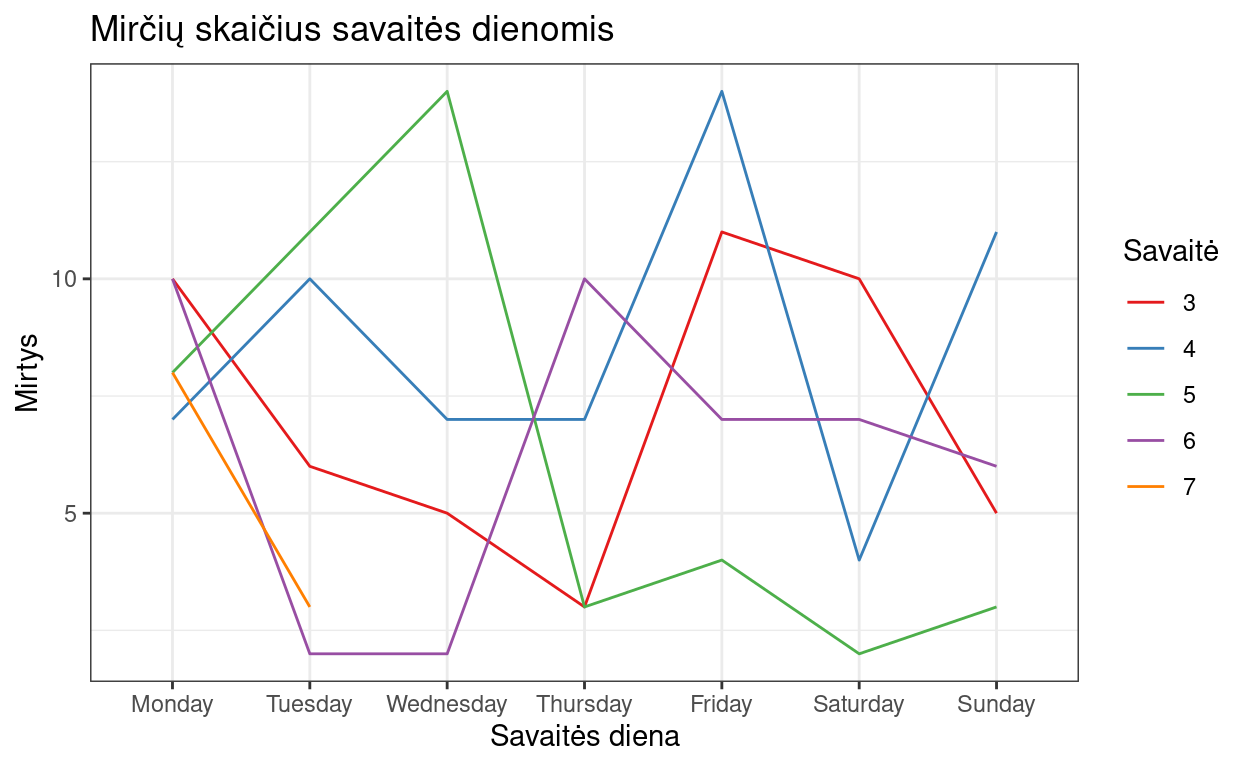 Mirčių skaičius savaitės dienomis
Mirtys
10
5
Monday Tuesday Wednesday Thursday Friday Saturday Sunday
Savaitės diena
Savaitė
3
4
5
6
7